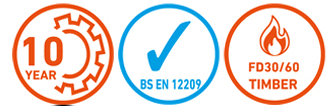 10
YEAR
BS EN 12209
FD30/60
TIMBER